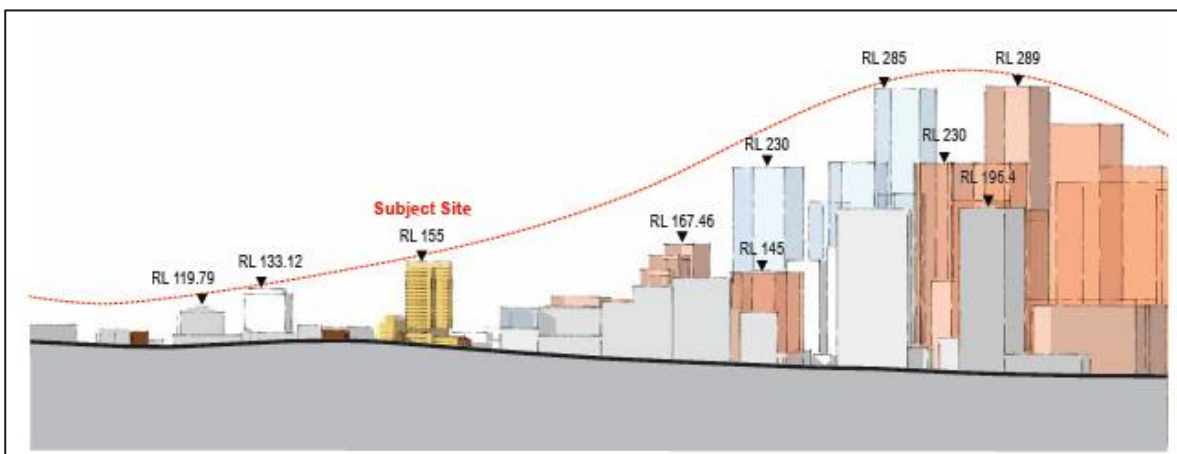 RL 285
RL 289
RL 230
RL 230
RL 196.4
Subject Site
RL 155
RL 167.46
RL 145
RL 133.12
RL 119.79